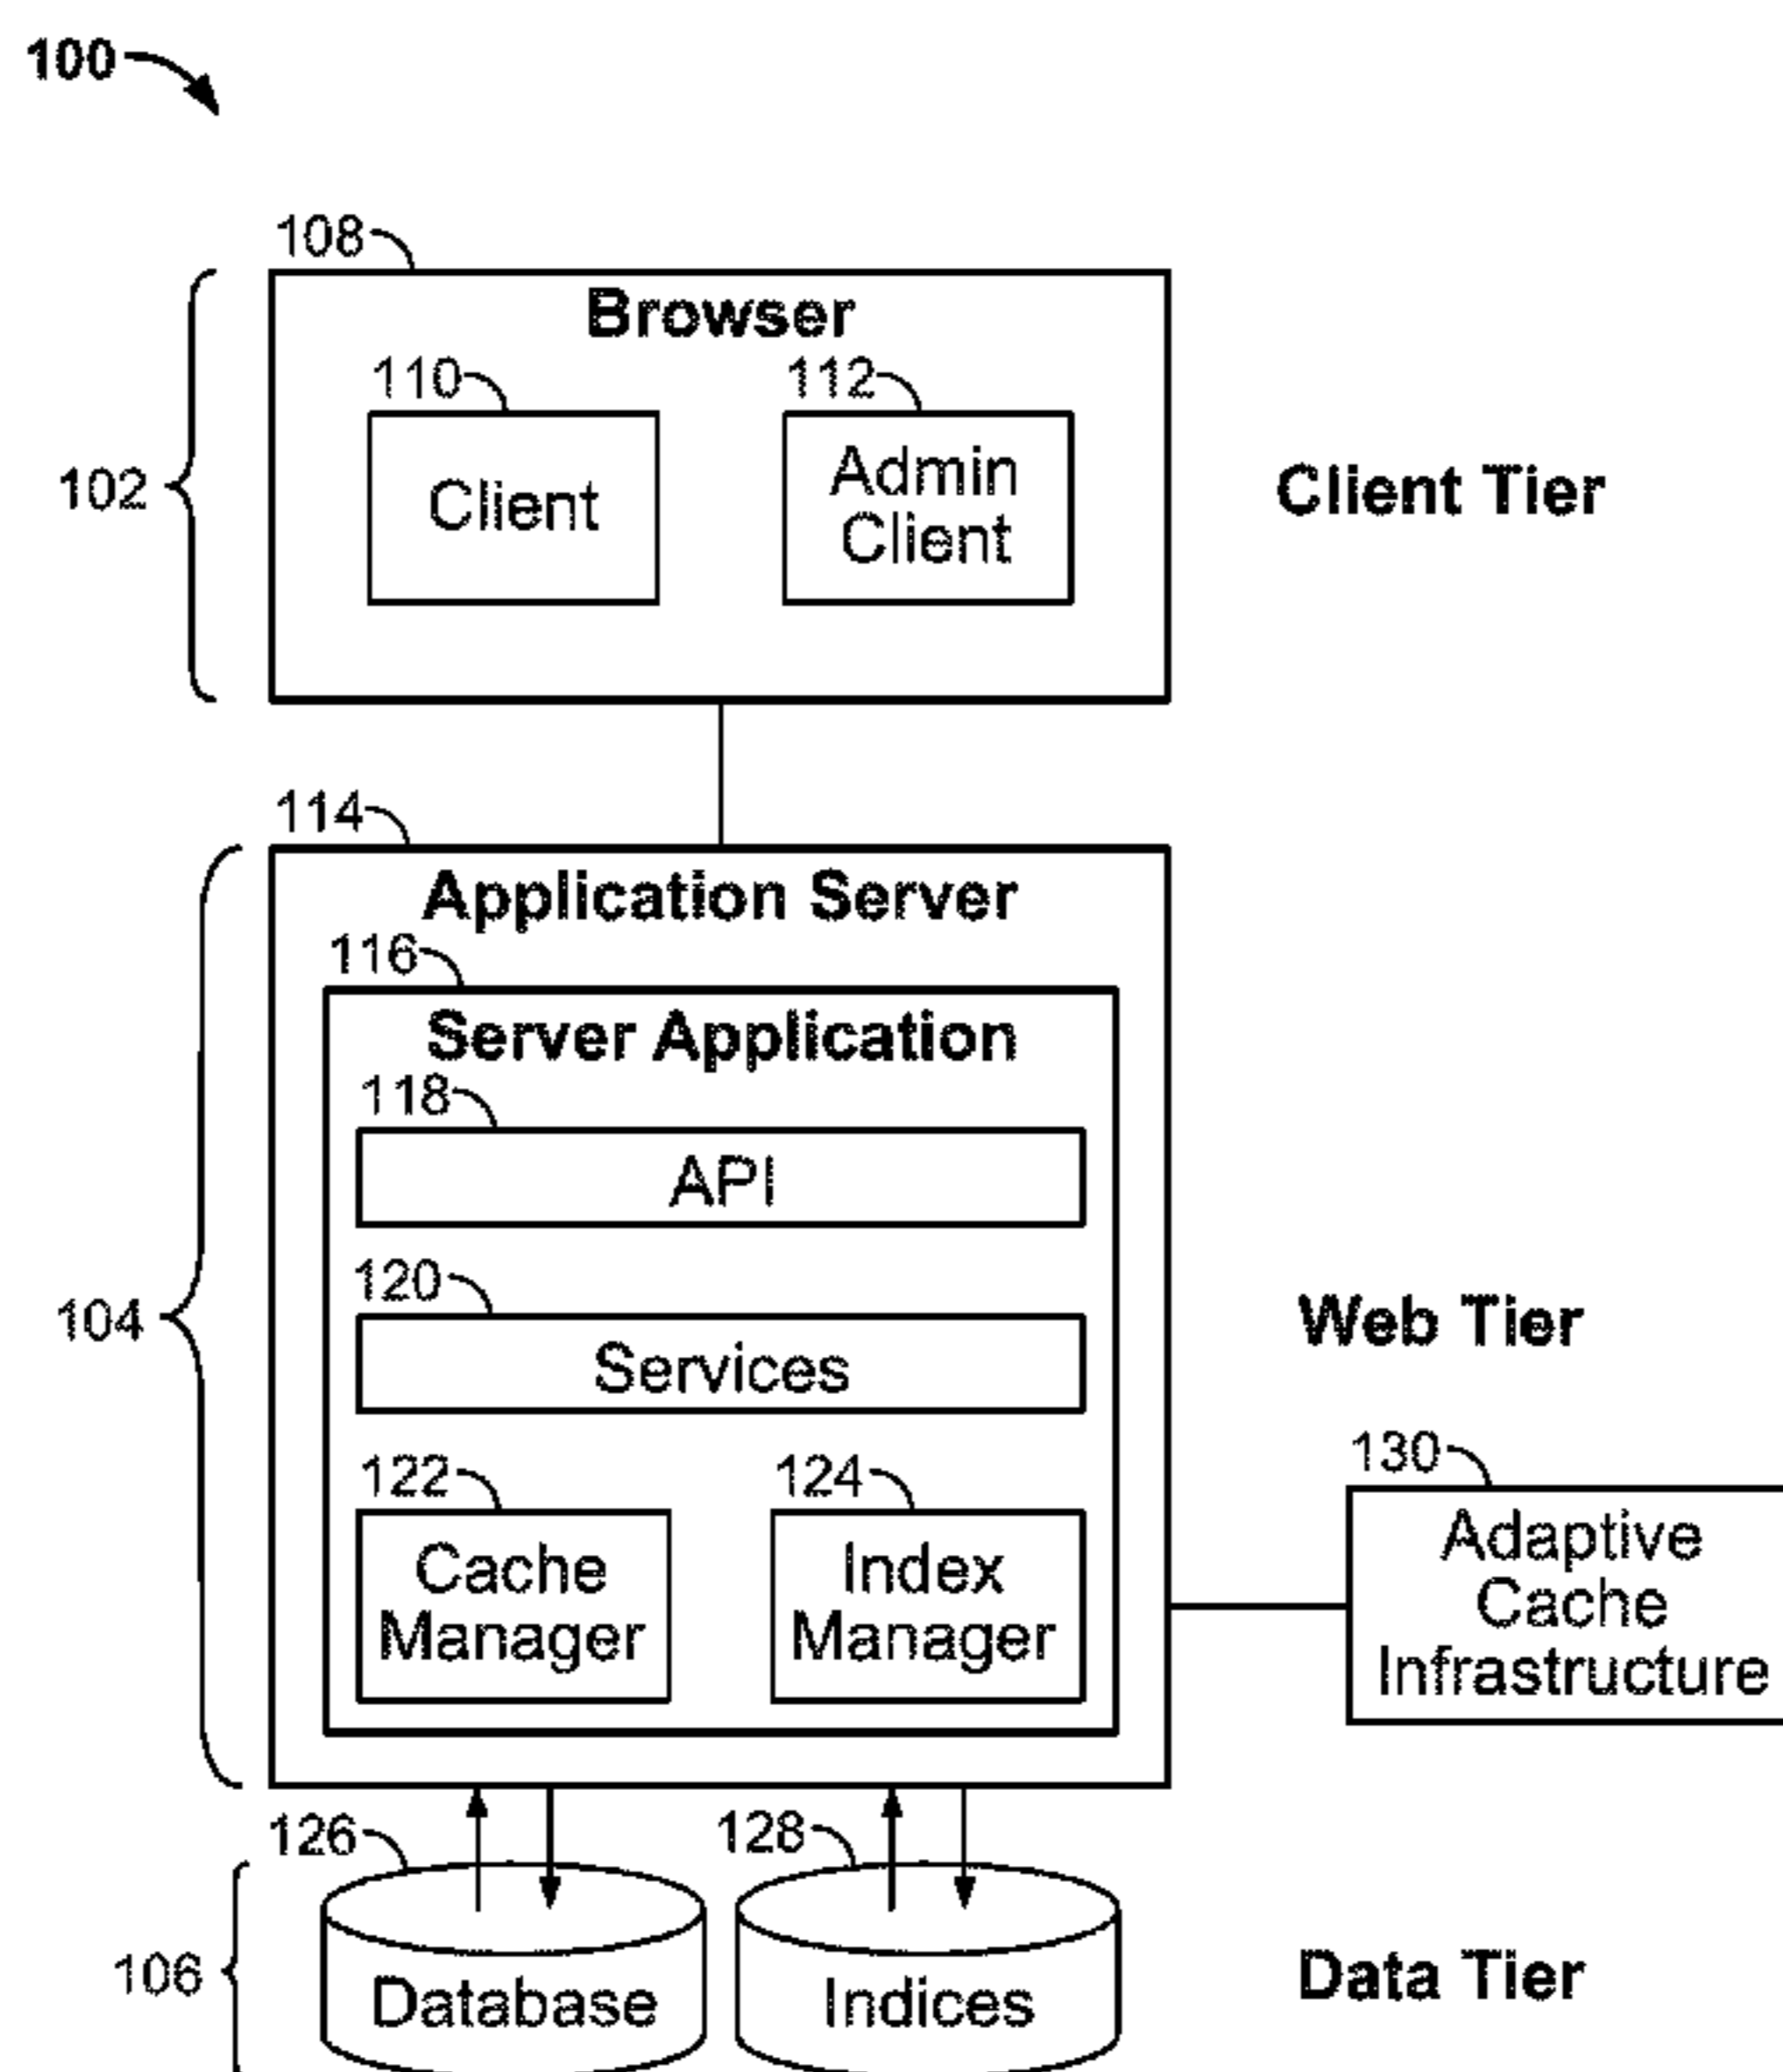 100
108
Browser
110
112
Client
Admin
Client
102
Client Tier
114
Application Server
116
Server Application
118
API
120
Services
104
Web Tier
122
124
Cache
Manager
Index
Manager
130
Adaptive
Cache
Infrastructure
126
128
106
Database
Indices
Data Tier